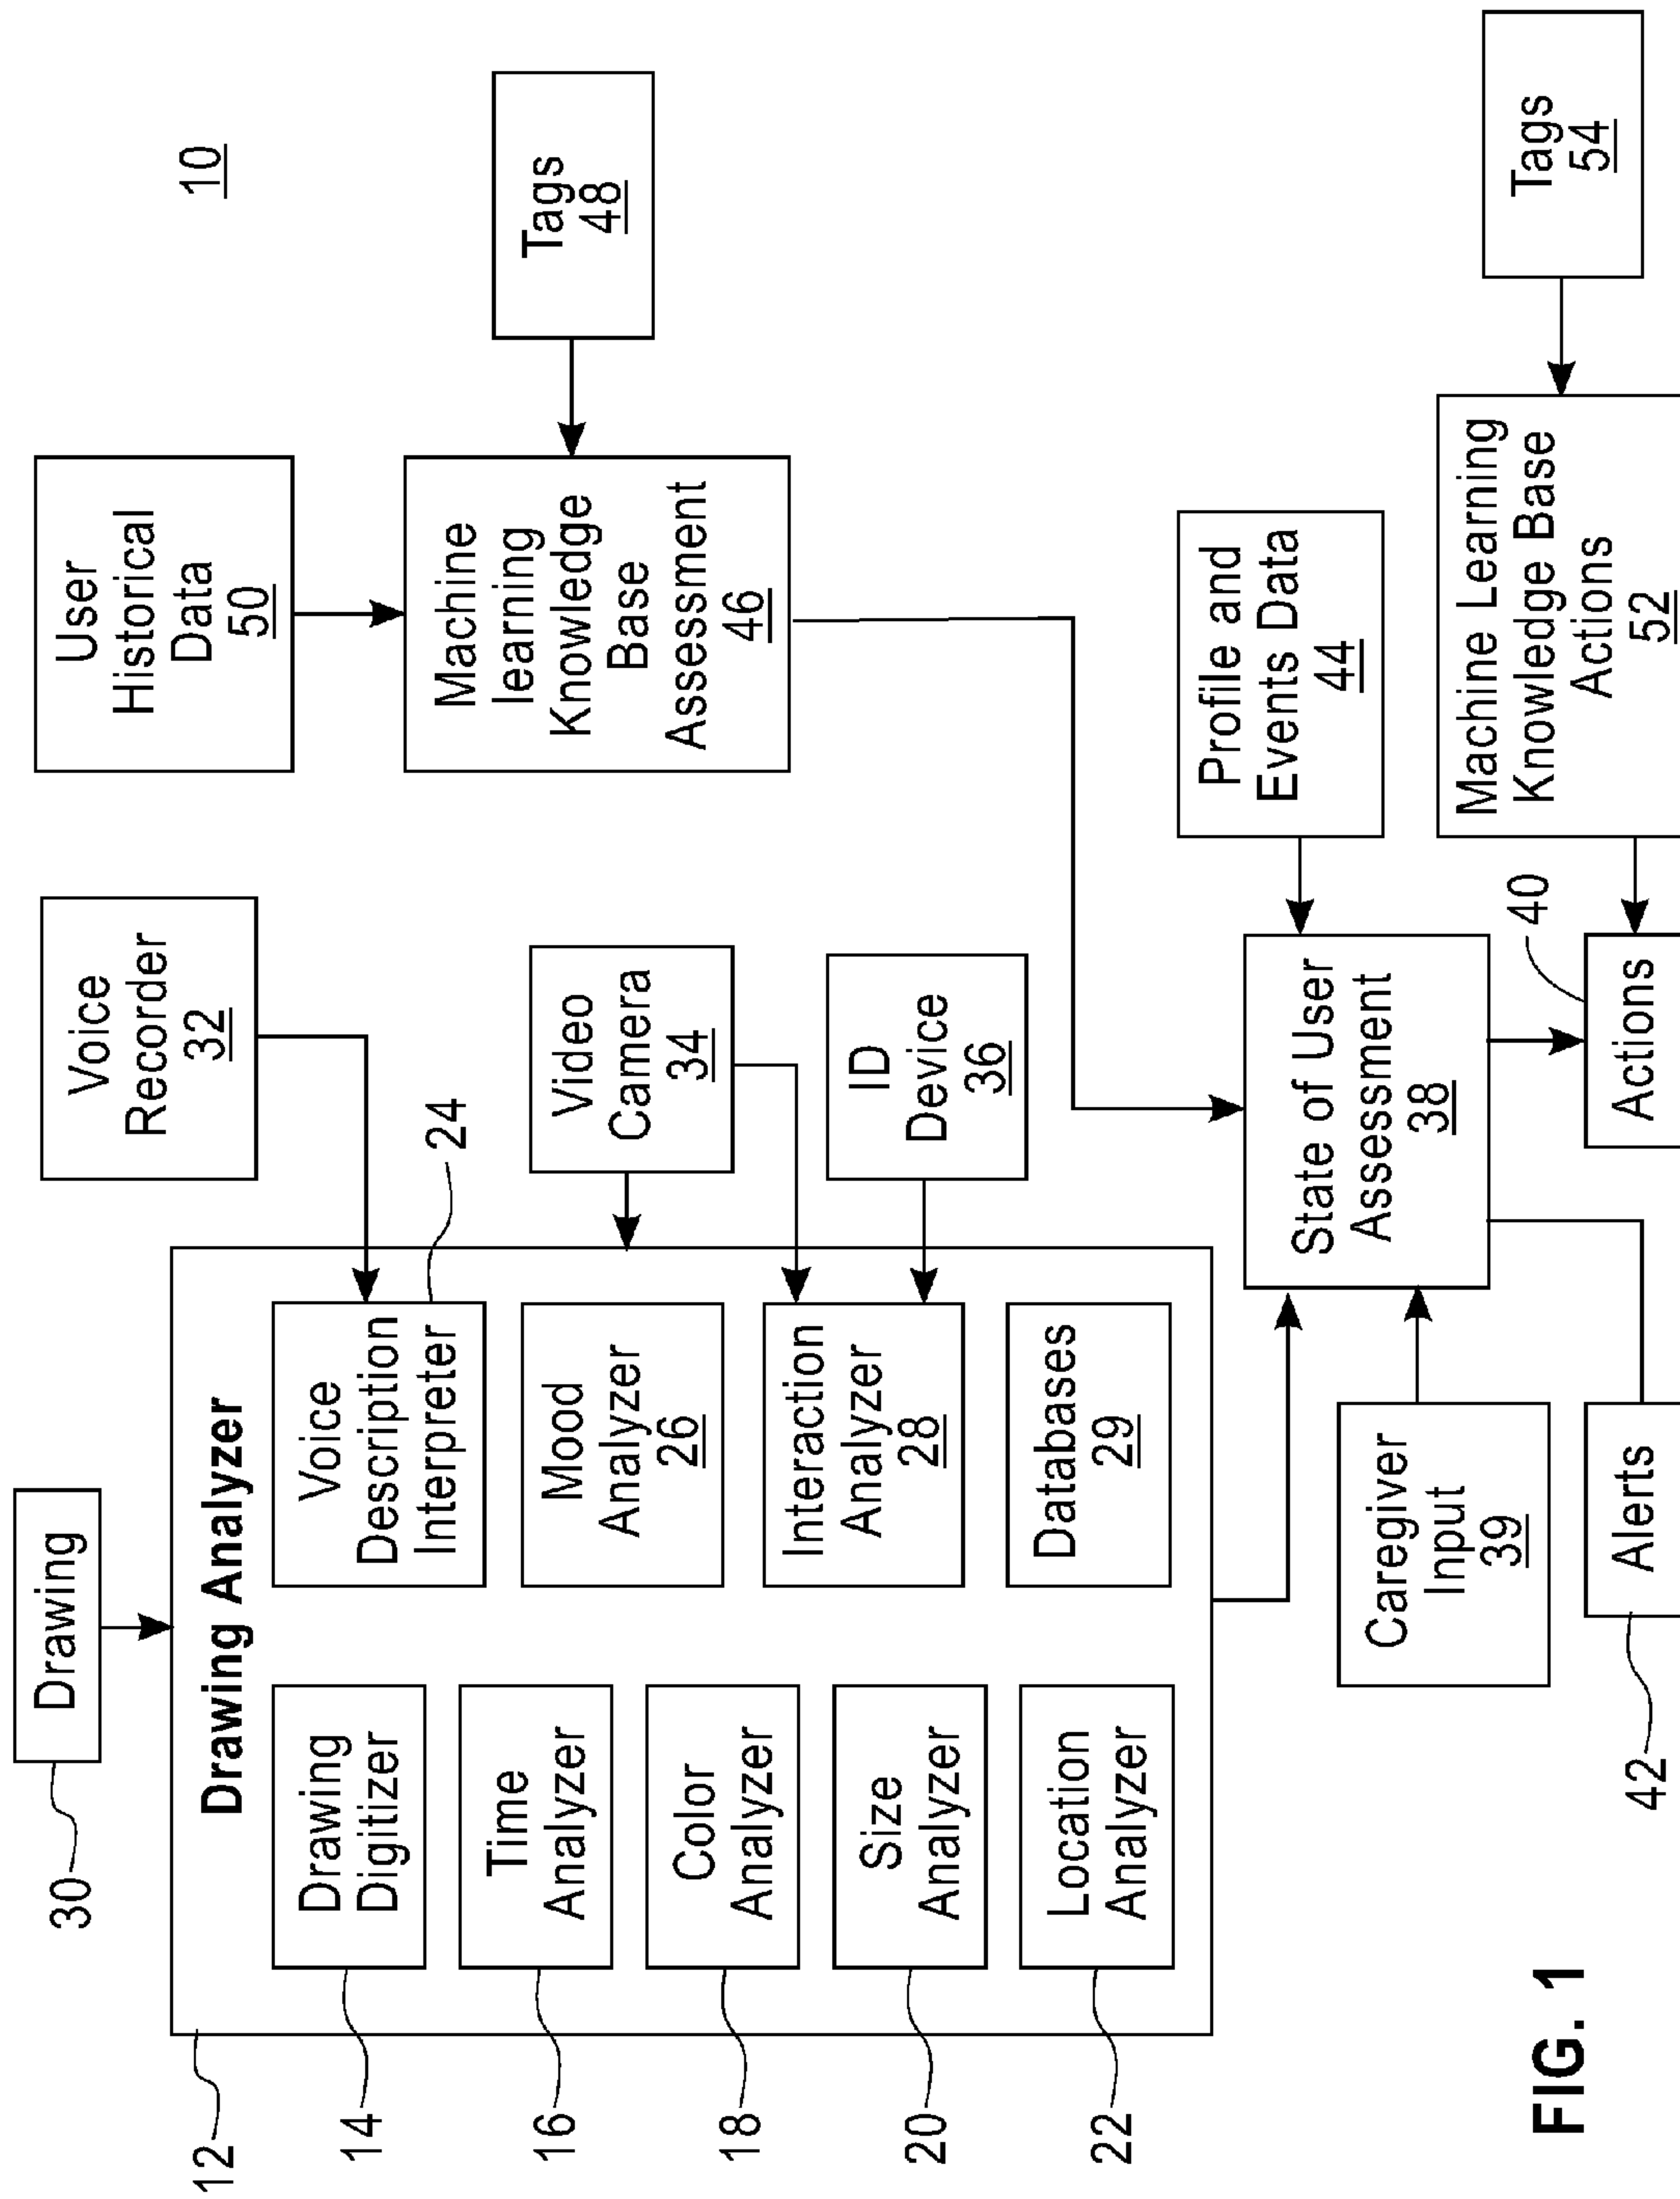 10
30
Drawing
Voice
Recorder
32
User
Historical
Data
50
12
Drawing Analyzer
14
Drawing
Digitizer
Voice
Description
Interpreter
24
16
Time
Analyzer
Mood
Analyzer
26
Video
Camera
34
Machine
learning
Knowledge
Base
Assessment
46
Tags
48
18
Color
Analyzer
Interaction
Analyzer
28
20
Size
Analyzer
ID
Device
36
22
Location
Analyzer
Databases
29
State of User
Assessment
38
Profile and
Events Data
44
Caregiver
Input
39
42
Alerts
Actions
40
Machine Learning
Knowledge Base
Actions
52
Tags
54
FIG. 1